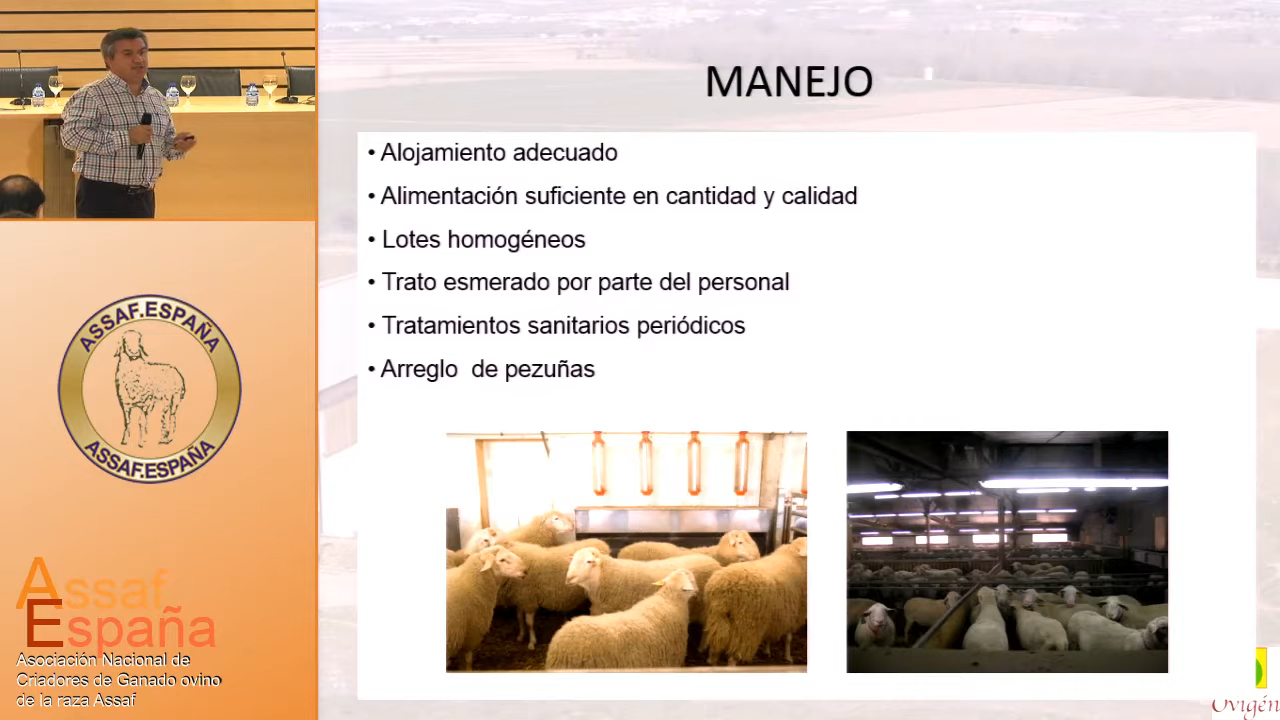 MANEJO
• Alojamiento adecuado
• Alimentación suficiente en cantidad y calidad
• Lotes homogéneos
• Trato esmerado por parte del personal
• Tratamientos sanitarios periódicos
• Arreglo de pezuñas
ASSAF.ESPAÑA
ASSAF.ESPAÑA
Assaf
España
Asociación Nacional de
Criadores de Ganado ovino
de la raza Assaf
Ovigén